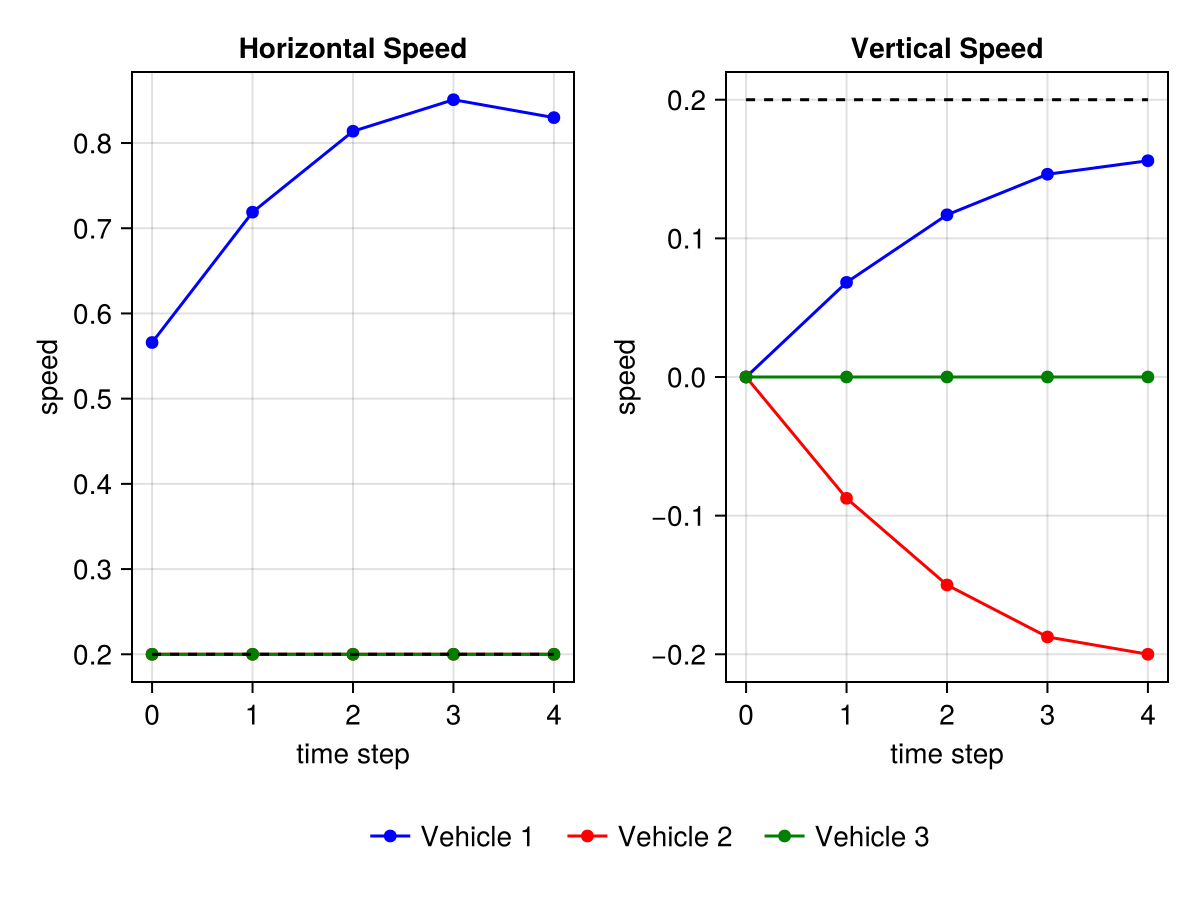 Horizontal Speed
speed
0.8
0.7
0.6
0.5
0.4
0.3
0.2
0
1
2
3
4
time step
Vertical Speed
speed
0.2
0.1
0.0
−0.1
−0.2
0
1
2
3
4
time step
Vehicle 1
Vehicle 2
Vehicle 3